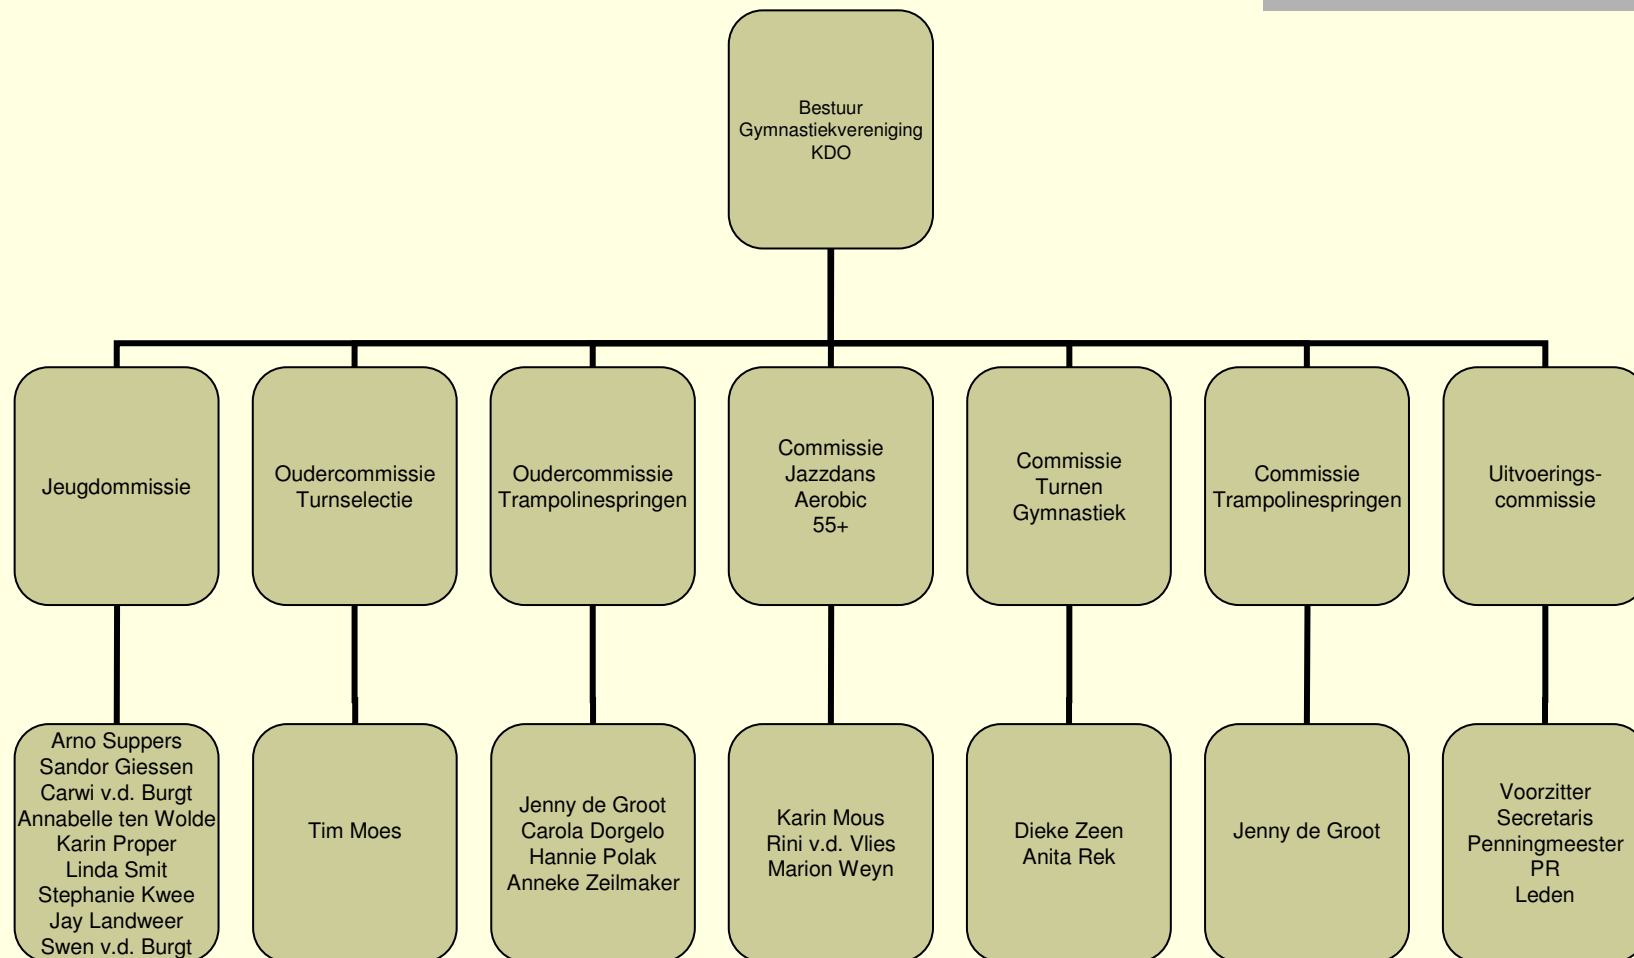 Bestuur
Gymnastiekvereniging
KDO
Jeugdommissie
Oudercommissie
Turnselectie
Oudercommissie
Trampolinespringen
Commissie
Jazzdans
Aerobic
55+
Commissie
Turnen
Gymnastiek
Commissie
Trampolinespringen
Uitvoerings-
commissie
Arno Suppers
Sandor Giessen
Carwi v.d. Burgt
Annabelle ten Wolde
Karin Proper
Linda Smit
Stephanie Kwee
Jay Landweer
Swen v.d. Burgt
Tim Moes
Jenny de Groot
Carola Dorgelo
Hannie Polak
Anneke Zeilmaker
Karin Mous
Rini v.d. Vlies
Marion Weyn
Dieke Zeen
Anita Rek
Jenny de Groot
Voorzitter
Secretaris
Penningmeester
PR
Leden